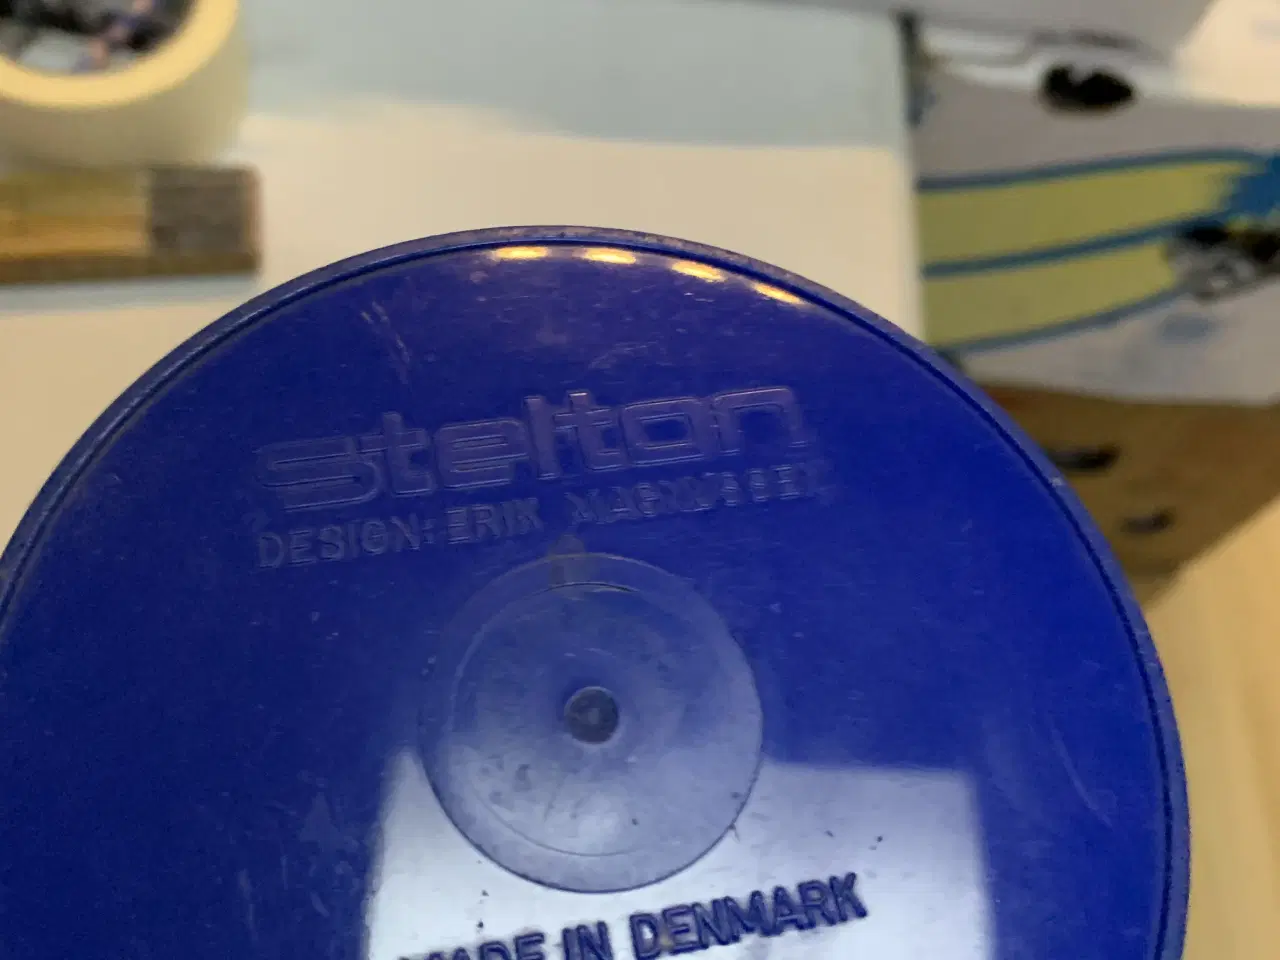 stelton
DESIGN: ERIK MAGNUSSEN
MADE IN DENMARK